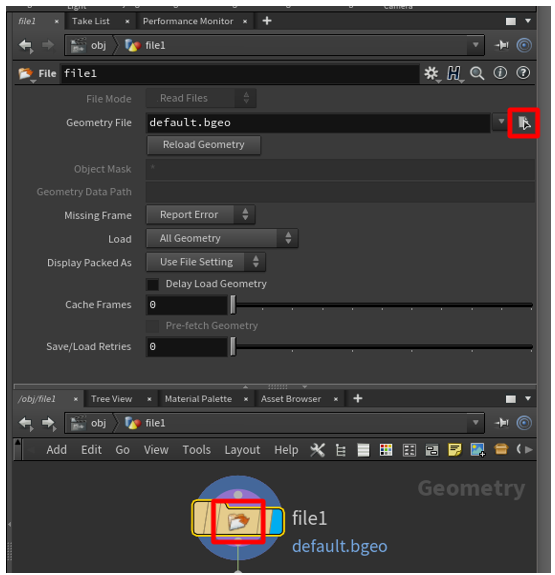 Light Camera
file1 × Take List × Performance Monitor × +
obj file1
File file1
File Mode Read Files
Geometry File default.bgeo
Reload Geometry
Object Mask *
Geometry Data Path
Missing Frame Report Error
Load All Geometry
Display Packed As Use File Setting
Delay Load Geometry
Cache Frames 0
Pre-fetch Geometry
Save/Load Retries 0
/obj/file1 × Tree View × Material Palette × Asset Browser × +
obj file1
Add Edit Go View Tools Layout Help
Geometry
file1
default.bgeo